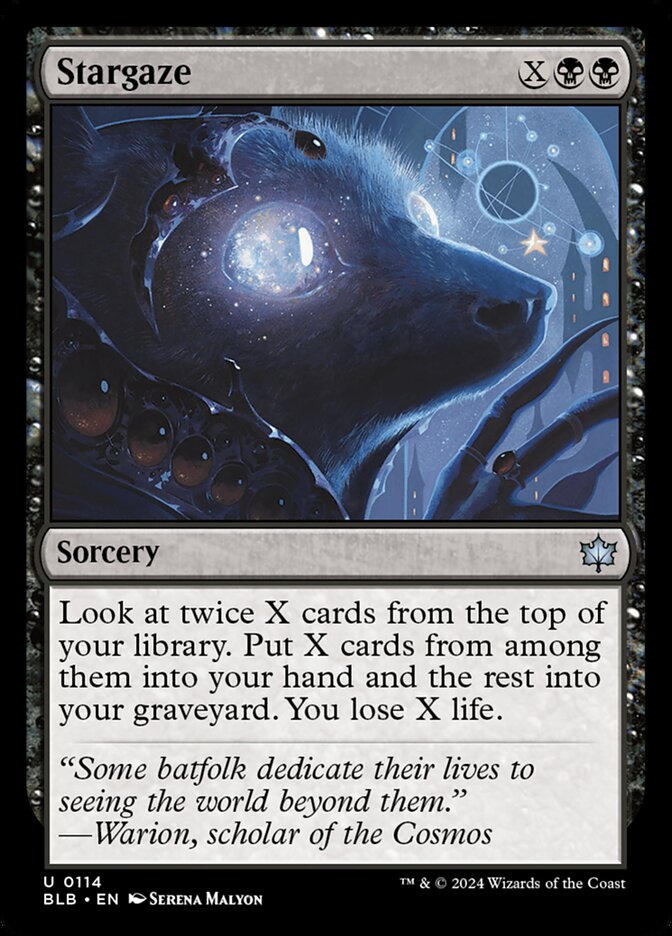 Stargaze X
Sorcery
Look at twice X cards from the top of
your library. Put X cards from among
them into your hand and the rest into
your graveyard. You lose X life.
“Some batfolk dedicate their lives to
seeing the world beyond them.”
—Warion, scholar of the Cosmos
U 0114
BLB • EN Serena Malyon
™ & © 2024 Wizards of the Coast